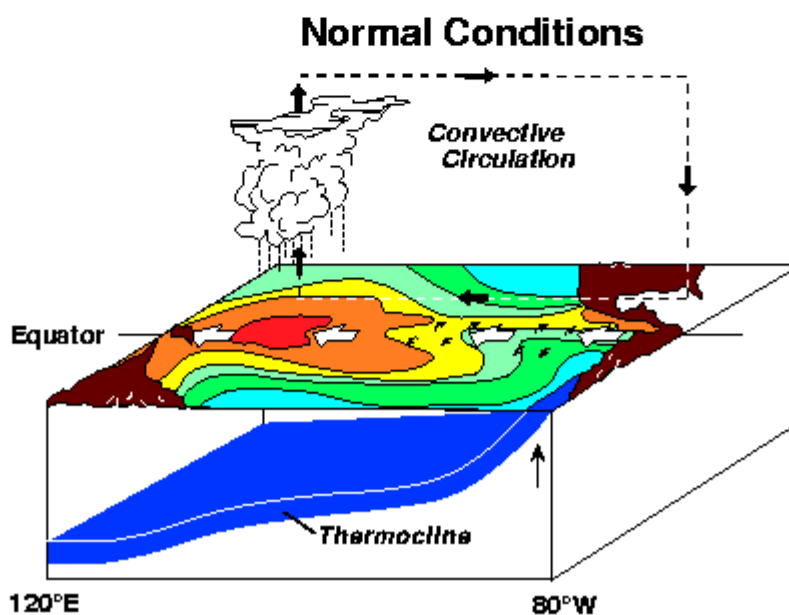 Normal Conditions
Convective
Circulation
Equator
Thermocline
120°E
80°W